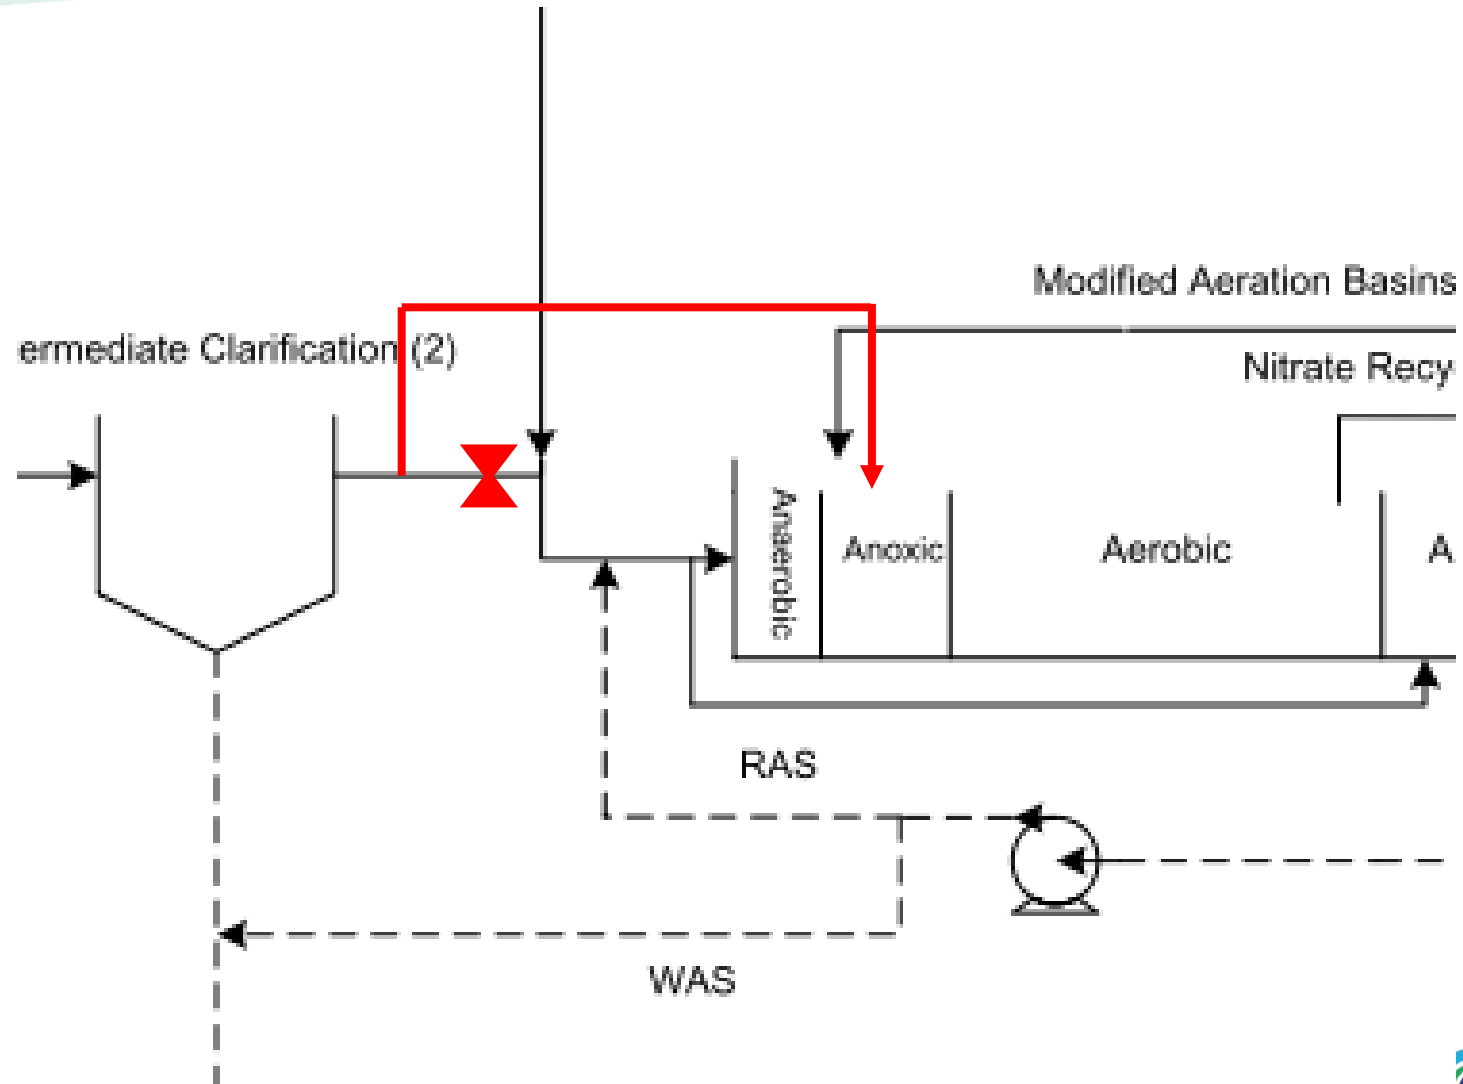 Modified Aeration Basins
ermediate Clarification (2)
Nitrate Recy
Anaerobic
Anoxic
Aerobic
A
RAS
WAS